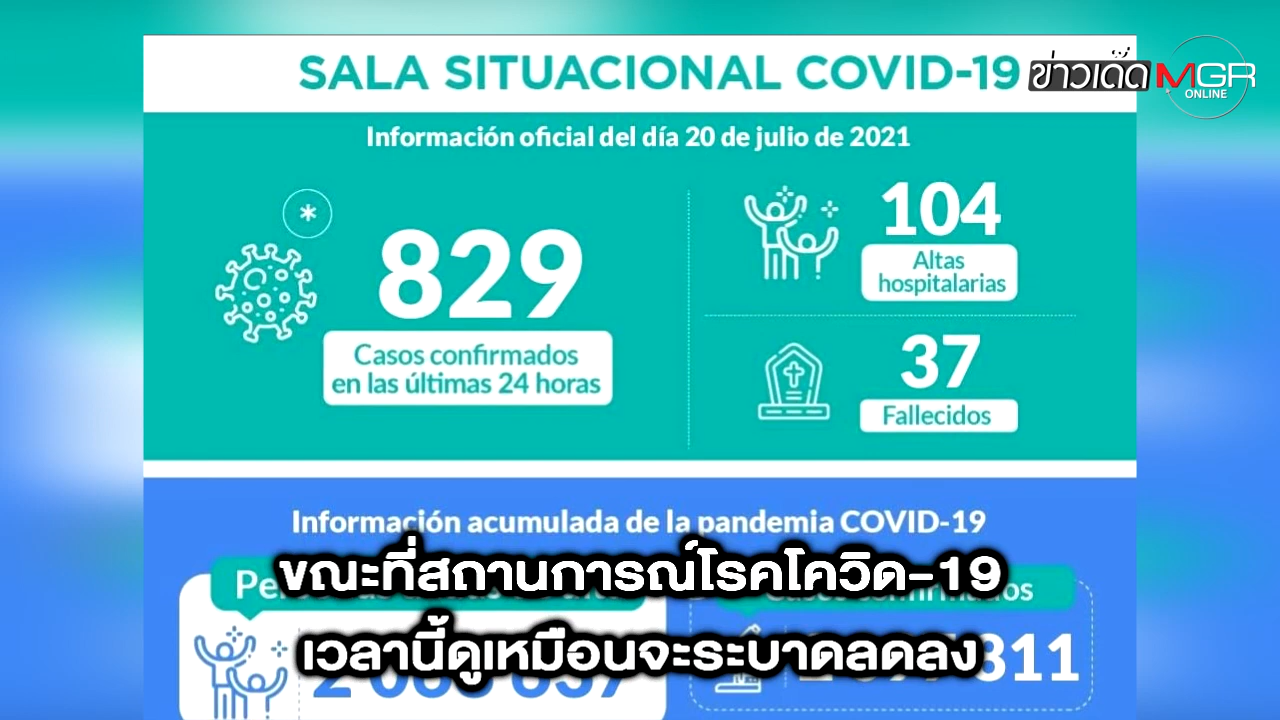 SALA SITUACIONAL COVID-19
ข่าวเด็ด MGR
ONLINE
Información oficial del día 20 de julio de 2021
829
Casos confirmados
en las últimas 24 horas
104
Altas
hospitalarias
37
Fallecidos
Información acumulada de la pandemia COVID-19
ขณะที่สถานการณ์โรคโควิด-19
เวลานี้ดูเหมือนจะระบาดลดลง
311